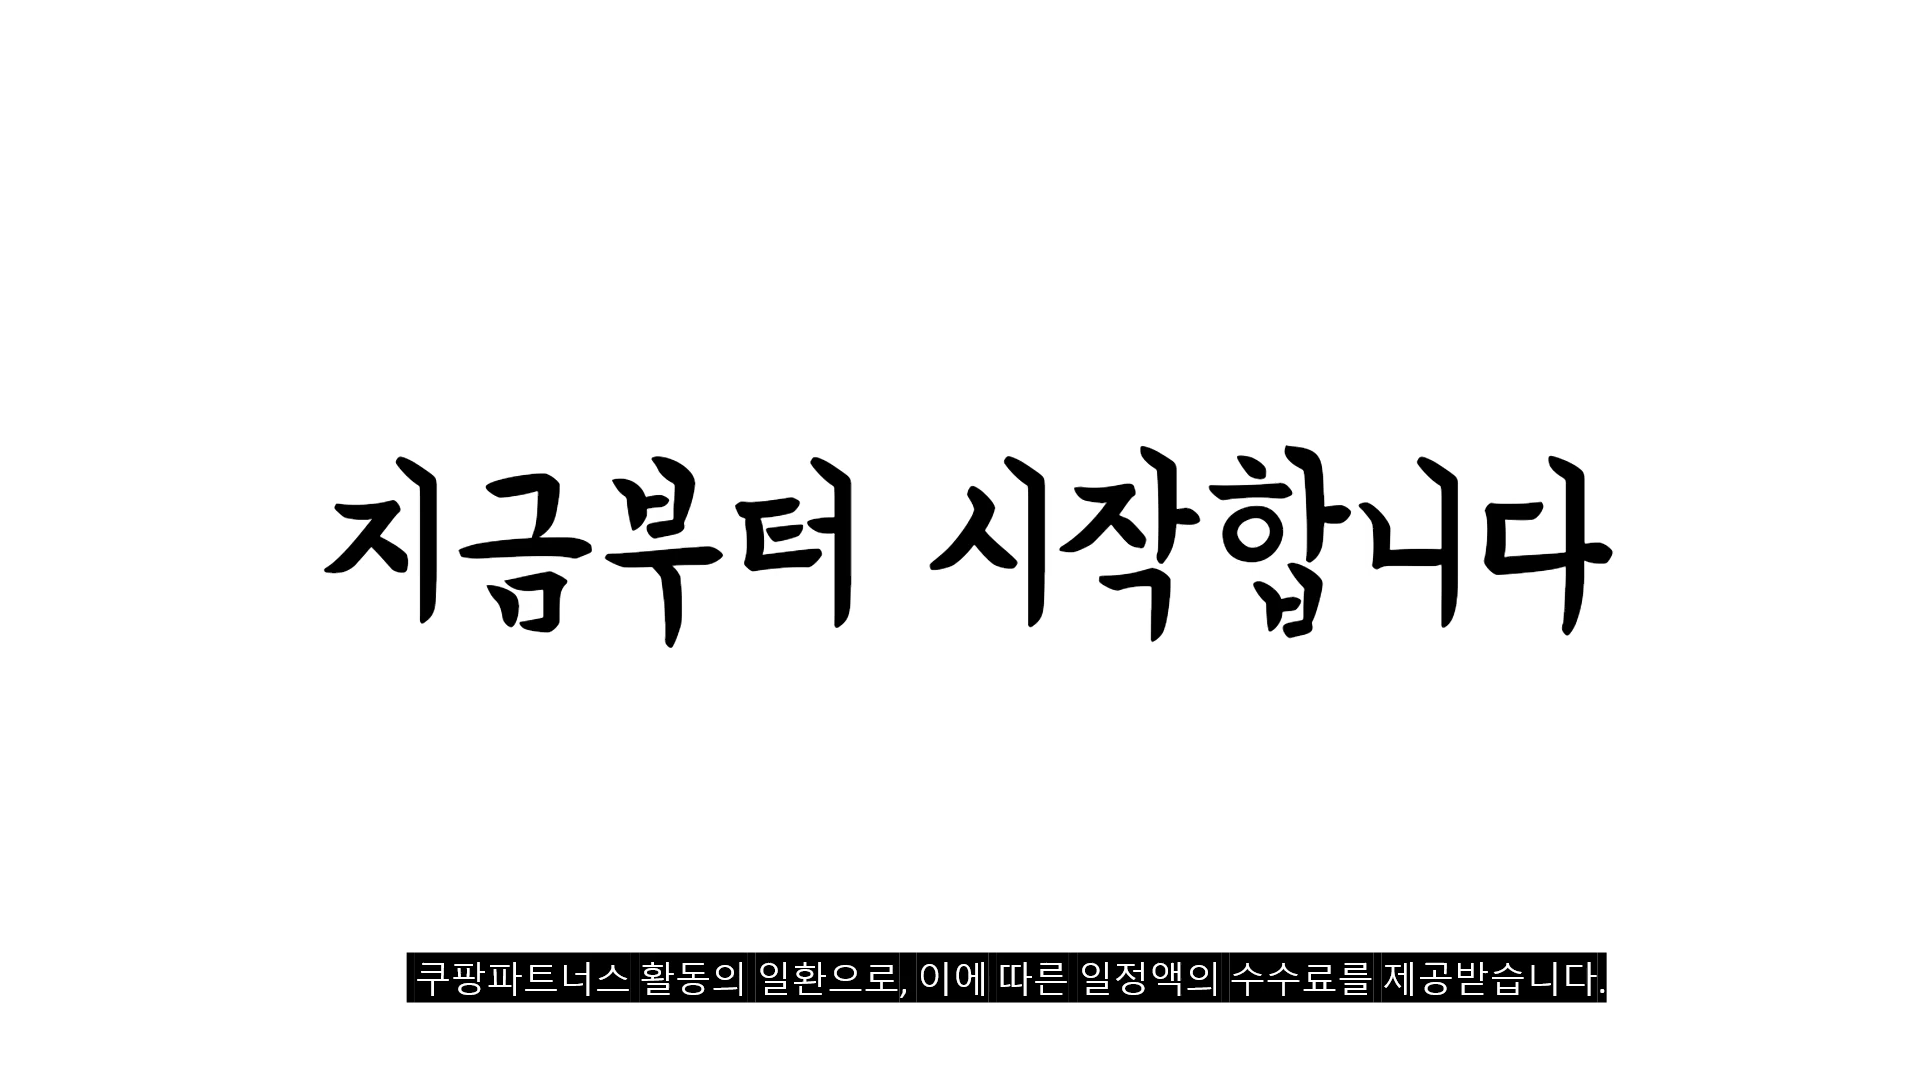 지금부터 시작합니다
쿠팡파트너스 활동의 일환으로, 이에 따른 일정액의 수수료를 제공받습니다.